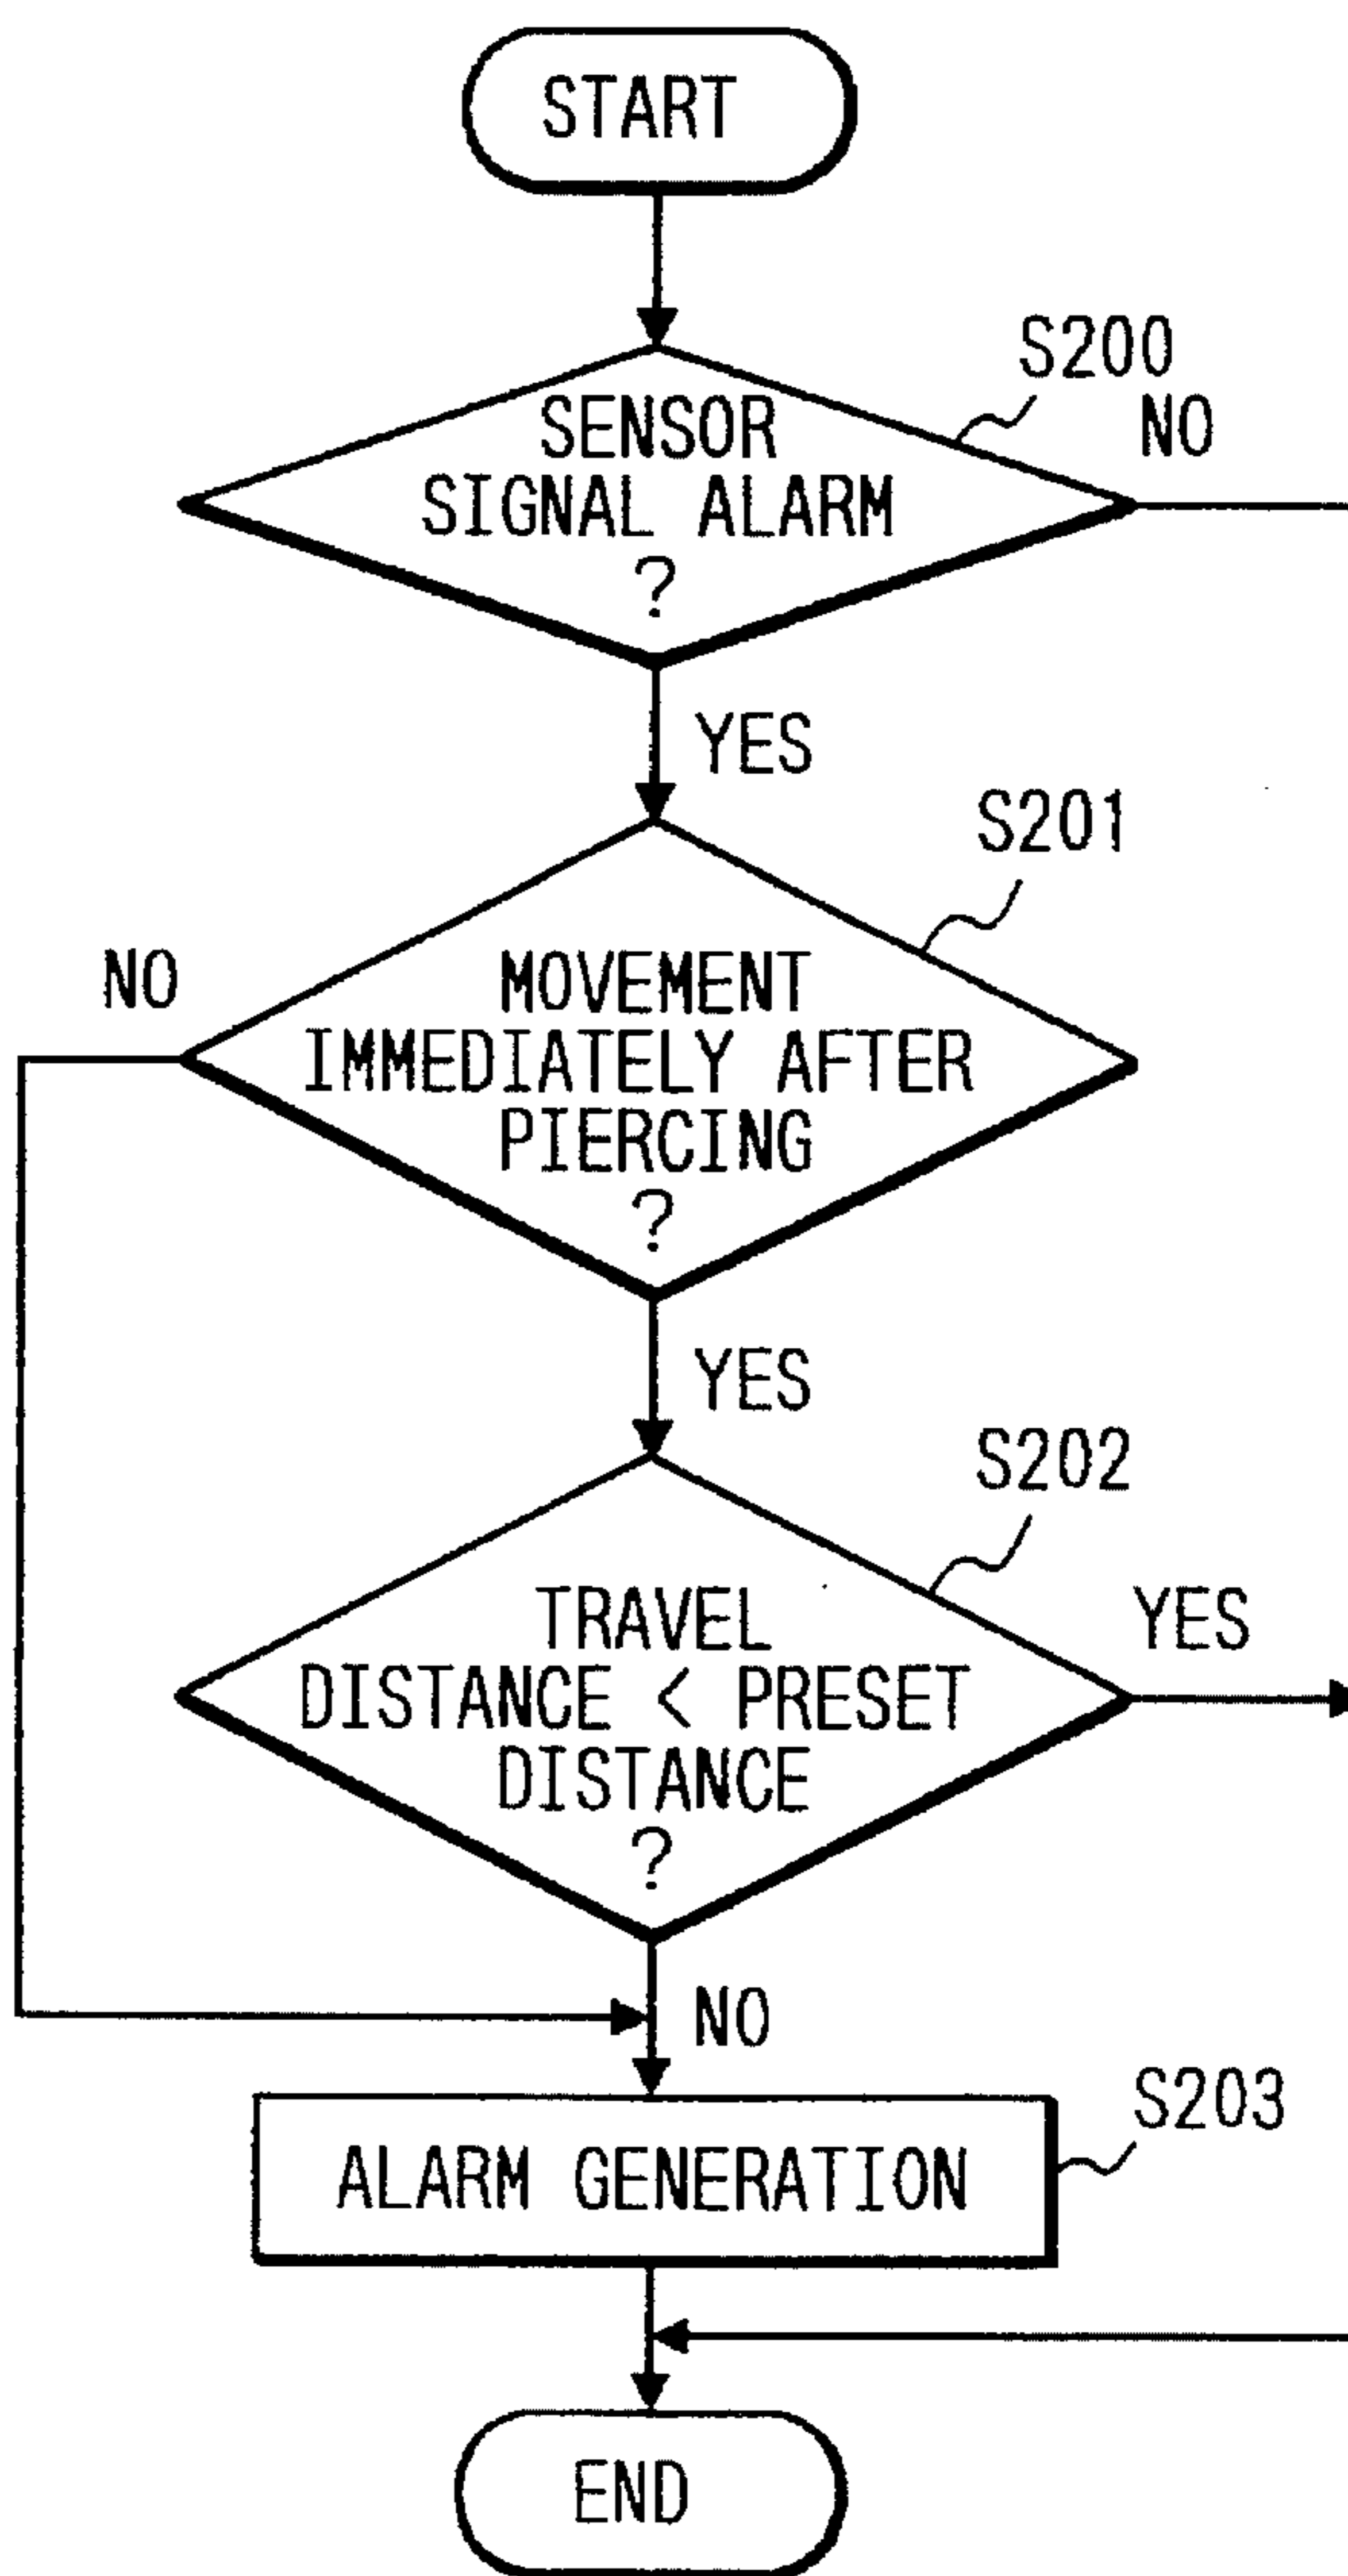 START
S200
NO
SENSOR
SIGNAL ALARM
?
YES
S201
NO
MOVEMENT
IMMEDIATELY AFTER
PIERCING
?
YES
S202
YES
TRAVEL
DISTANCE < PRESET
DISTANCE
?
NO
S203
ALARM GENERATION
END